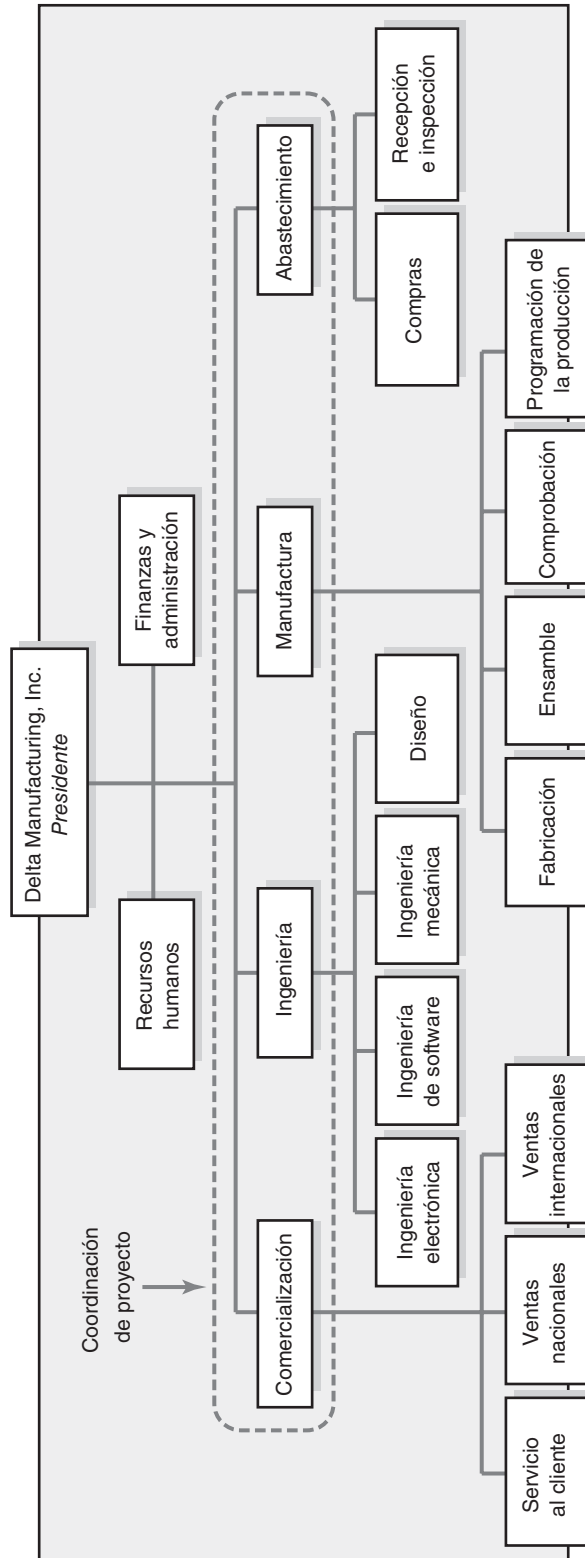 Delta Manufacturing, Inc.
Presidente
Recursos
humanos
Finanzas y
administración
Coordinación
de proyecto
Comercialización
Ingeniería
Manufactura
Abastecimiento
Ingeniería
electrónica
Ingeniería
de software
Ingeniería
mecánica
Diseño
Compras
Recepción
e inspección
Servicio
al cliente
Ventas
nacionales
Ventas
internacionales
Fabricación
Ensamble
Comprobación
Programación de
la producción